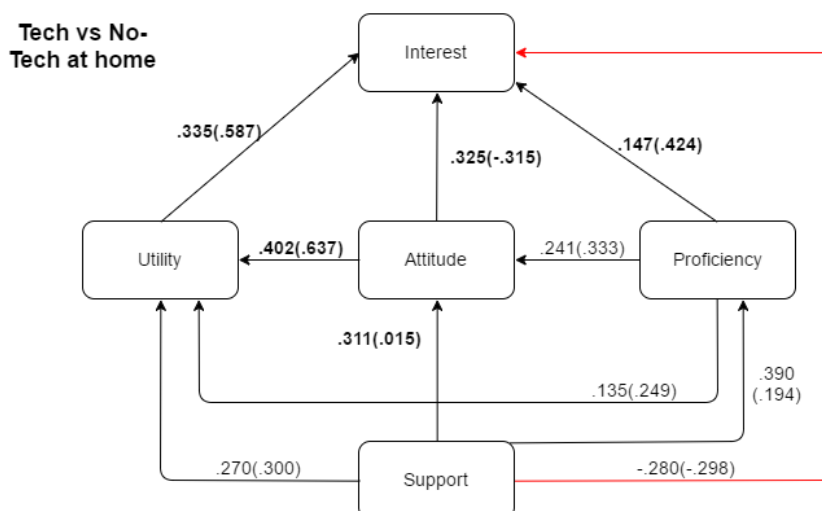 Tech vs No-
Tech at home
Interest
.335(.587)
.147(.424)
.325(-.315)
Utility
.402(.637)
Attitude
.241(.333)
Proficiency
.311(.015)
.135(.249)
.390
(.194)
.270(.300)
Support
-.280(-.298)